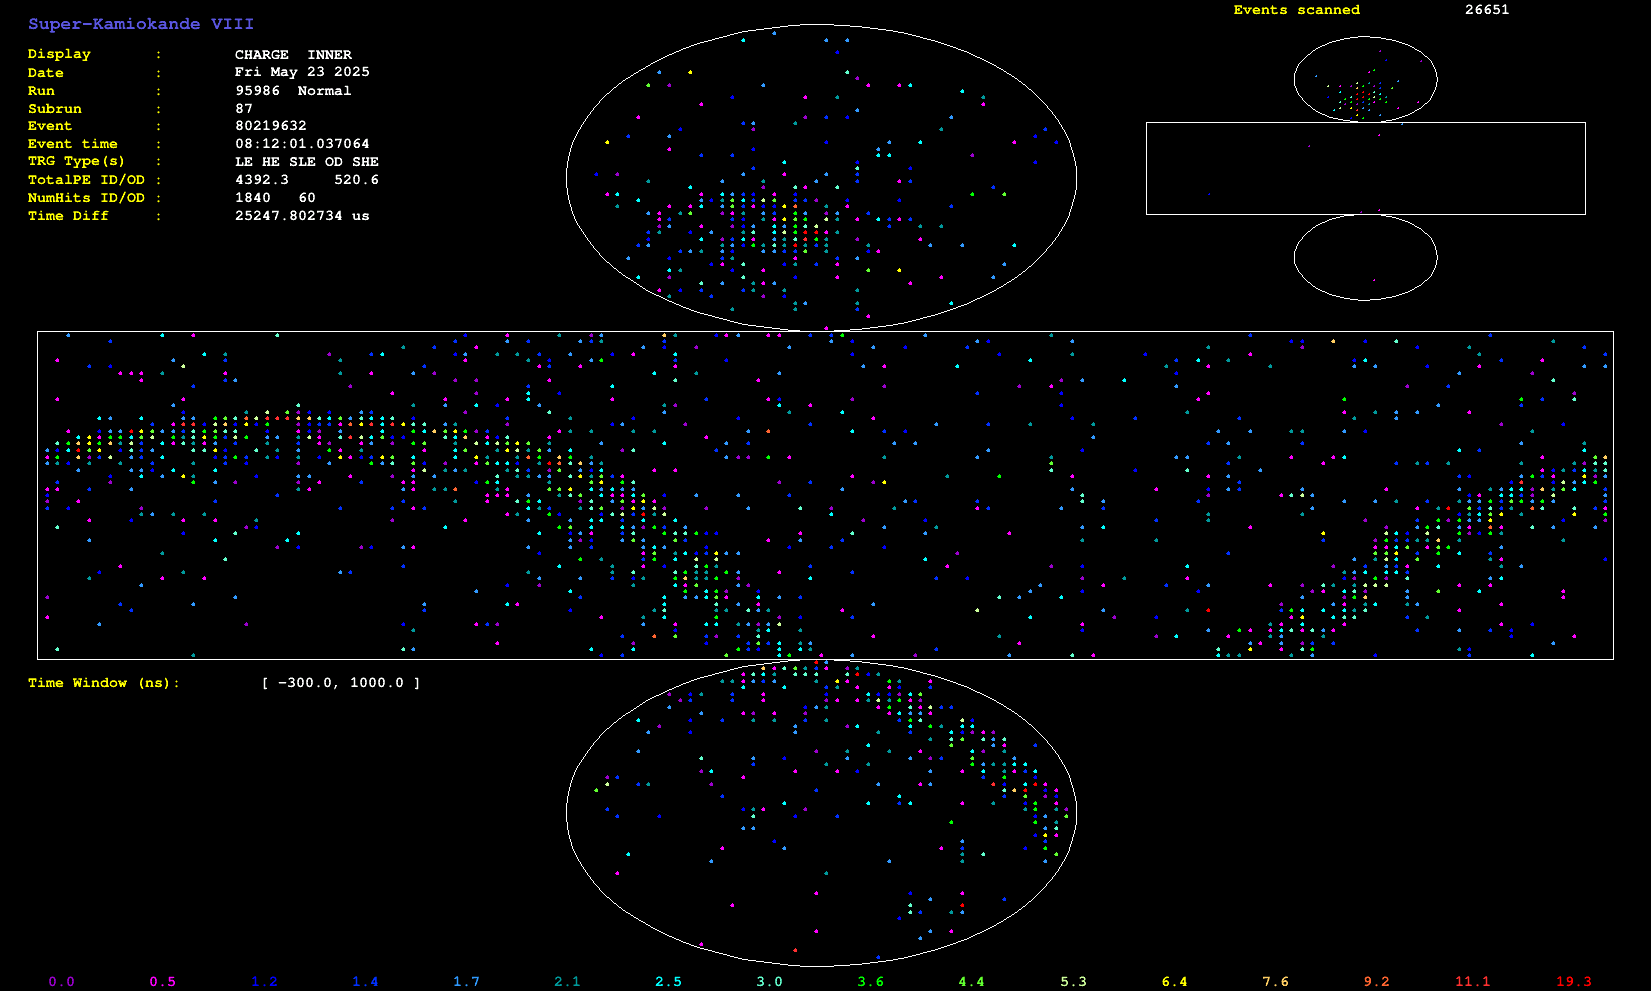 Super-Kamiokande VIII
Display : CHARGE INNER
Date : Fri May 23 2025
Run : 95986 Normal
Subrun : 87
Event : 80219632
Event time : 08:12:01.037064
TRG Type(s) : LE HE SLE OD SHE
TotalPE ID/OD : 4392.3 520.6
NumHits ID/OD : 1840 60
Time Diff : 25247.802734 us
Events scanned 26651
Time Window (ns): [ -300.0, 1000.0 ]
0.0 0.5 1.2 1.4 1.7 2.1 2.5 3.0 3.6 4.4 5.3 6.4 7.6 9.2 11.1 19.3